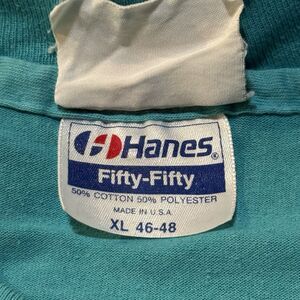 Hanes®
Fifty-Fifty
50% COTTON 50% POLYESTER
MADE IN U.S.A.
XL 46-48